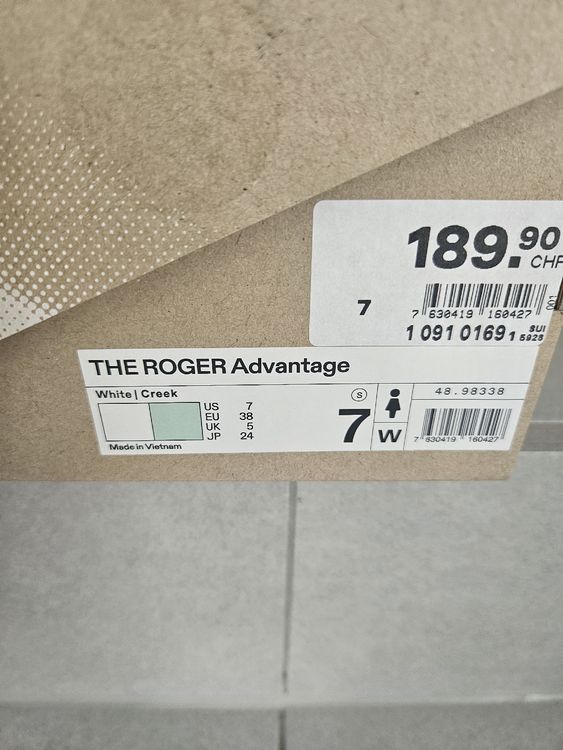 189.90
CHF
7
7 630419 160427
001
1 091 0169 1
SUI
5928
THE ROGER Advantage
White | Creek
S
48.98338
US 7
EU 38
UK 5
JP 24
7
W
7 630419 160427
Made in Vietnam